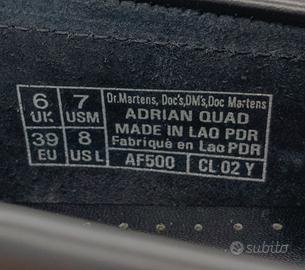 6 UK 7 USM
39 EU 8 US L
Dr.Martens, Doc's,DM's,Doc Martens
ADRIAN QUAD
MADE IN LAO PDR
Fabriqué en Lao PDR
AF500 CL 02 Y
subito